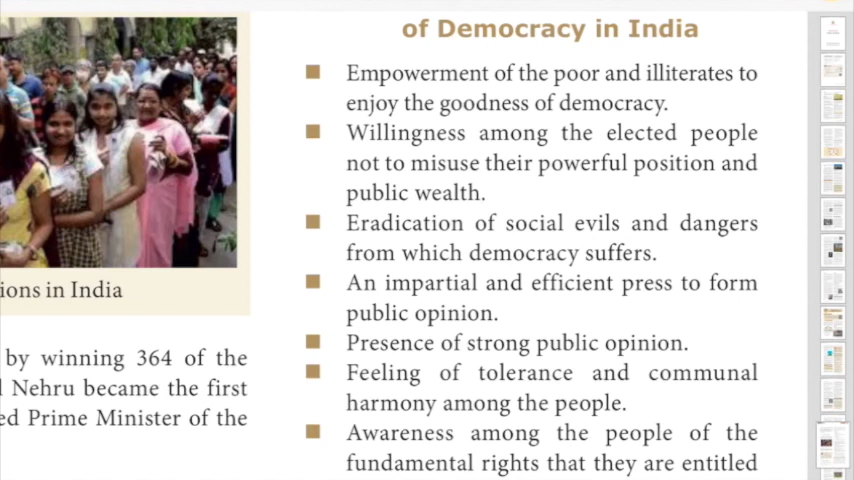 ions in India
by winning 364 of the
Nehru became the first
ed Prime Minister of the
of Democracy in India
■ Empowerment of the poor and illiterates to
enjoy the goodness of democracy.
■ Willingness among the elected people
not to misuse their powerful position and
public wealth.
■ Eradication of social evils and dangers
from which democracy suffers.
■ An impartial and efficient press to form
public opinion.
■ Presence of strong public opinion.
■ Feeling of tolerance and communal
harmony among the people.
■ Awareness among the people of the
fundamental rights that they are entitled